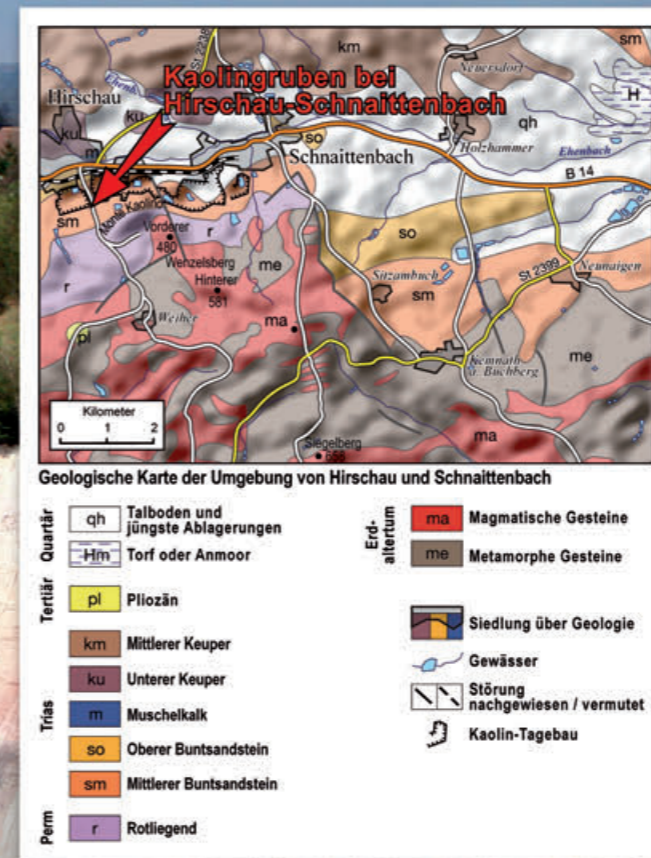 St 2238
km
sm
Neuersdorf
Kaolingruben bei
Hirschau-Schnaittenbach
Hirschau
H
ku
ku
qh
so
Holzhammer
m
Schnaittenbach
Ehenbach
B 14
sm
Monte Kaolino
Vorderer
480
r
so
Wenzelsberg
me
Hinterer
581
Sitzambuch
sm
St 2399
Neunaigen
r
ma
pl
Weiher
me
Kemnath
a. Buchberg
Kilometer
0 1 2
Siegelberg
656
ma
Geologische Karte der Umgebung von Hirschau und Schnaittenbach
Quartär
qh Talboden und
jüngste Ablagerungen
Hm Torf oder Anmoor
Tertiär
pl Pliozän
Trias
km Mittlerer Keuper
ku Unterer Keuper
m Muschelkalk
so Oberer Buntsandstein
sm Mittlerer Buntsandstein
Perm
r Rotliegend
Erd-
altertum
ma Magmatische Gesteine
me Metamorphe Gesteine
Siedlung über Geologie
Gewässer
Störung
nachgewiesen / vermutet
Kaolin-Tagebau